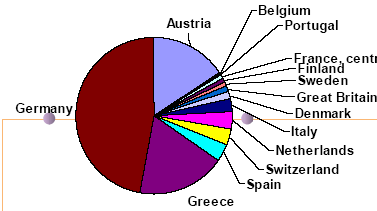 Belgium
Austria
Portugal
France, centr
Finland
Sweden
Great Britain
Germany
Denmark
Italy
Netherlands
Switzerland
Spain
Greece